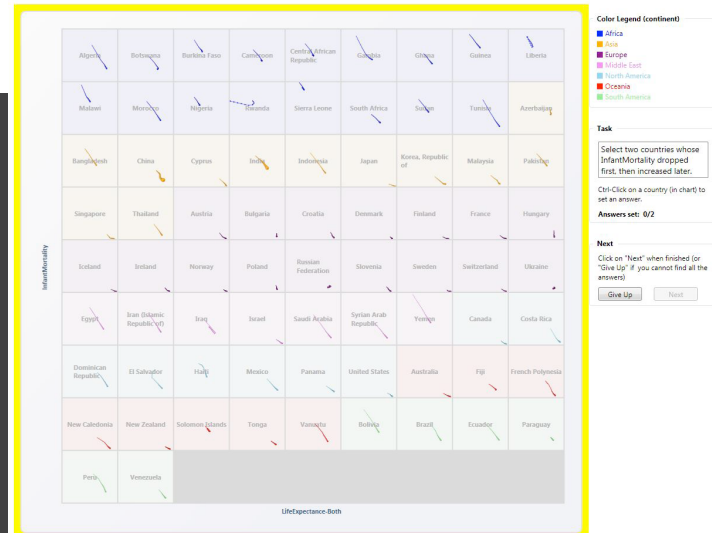 Algeria
Botswana
Burkina Faso
Cameroon
Central African
Republic
Gambia
Ghana
Guinea
Liberia
Malawi
Morocco
Nigeria
Rwanda
Sierra Leone
South Africa
Sudan
Tunisia
Azerbaijan
Bangladesh
China
Cyprus
India
Indonesia
Japan
Korea, Republic
of
Malaysia
Pakistan
Singapore
Thailand
Austria
Bulgaria
Croatia
Denmark
Finland
France
Hungary
Iceland
Ireland
Norway
Poland
Russian
Federation
Slovenia
Sweden
Switzerland
Ukraine
Egypt
Iran (Islamic
Republic of)
Iraq
Israel
Saudi Arabia
Syrian Arab
Republic
Yemen
Canada
Costa Rica
Dominican
Republic
El Salvador
Haiti
Mexico
Panama
United States
Australia
Fiji
French Polynesia
New Caledonia
New Zealand
Solomon Islands
Tonga
Vanuatu
Bolivia
Brazil
Ecuador
Paraguay
Peru
Venezuela
InfantMortality
LifeExpectance-Both
Color Legend (continent)
Africa
Asia
Europe
Middle East
North America
Oceania
South America
Task
Select two countries whose
InfantMortality dropped
first, then increased later.
Ctrl-Click on a country (in chart) to
set an answer.
Answers set: 0/2
Next
Click on "Next" when finished (or
"Give Up" if you cannot find all the
answers)
Give Up
Next